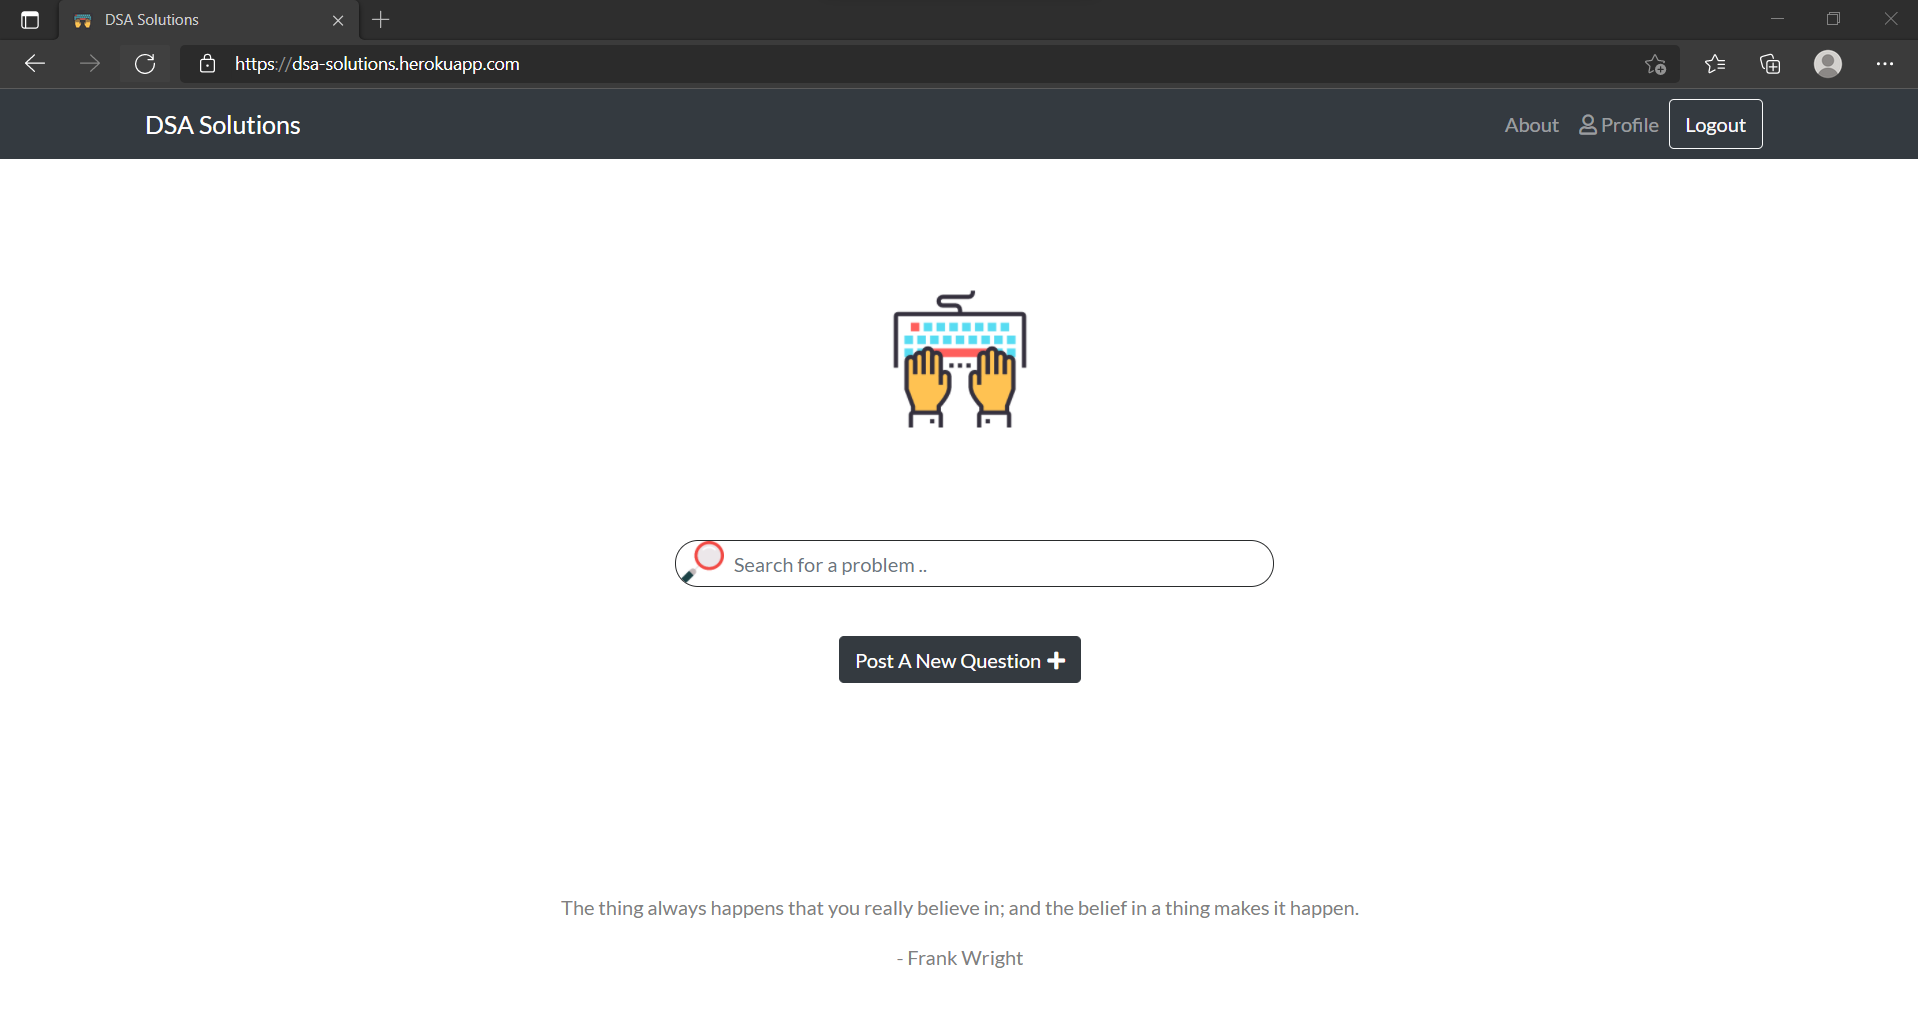 DSA Solutions
https://dsa-solutions.herokuapp.com
DSA Solutions
About Profile Logout
Search for a problem ..
Post A New Question
The thing always happens that you really believe in; and the belief in a thing makes it happen.
- Frank Wright